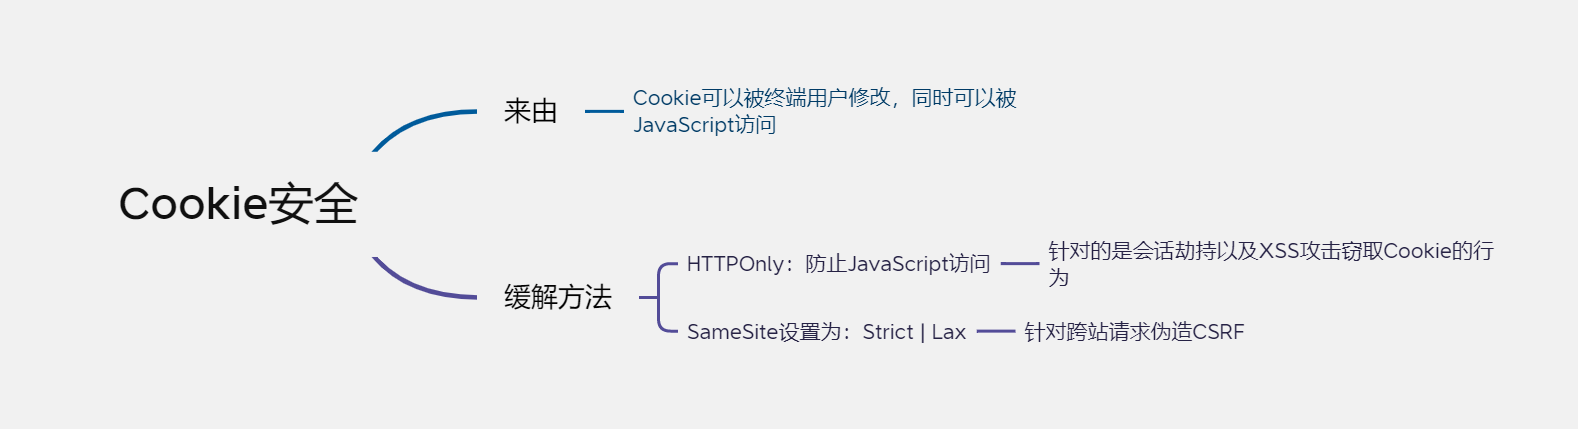 Cookie安全
来由
Cookie可以被终端用户修改，同时可以被
JavaScript访问
缓解方法
HTTPOnly：防止JavaScript访问
针对的是会话劫持以及XSS攻击窃取Cookie的行
为
SameSite设置为：Strict | Lax
针对跨站请求伪造CSRF